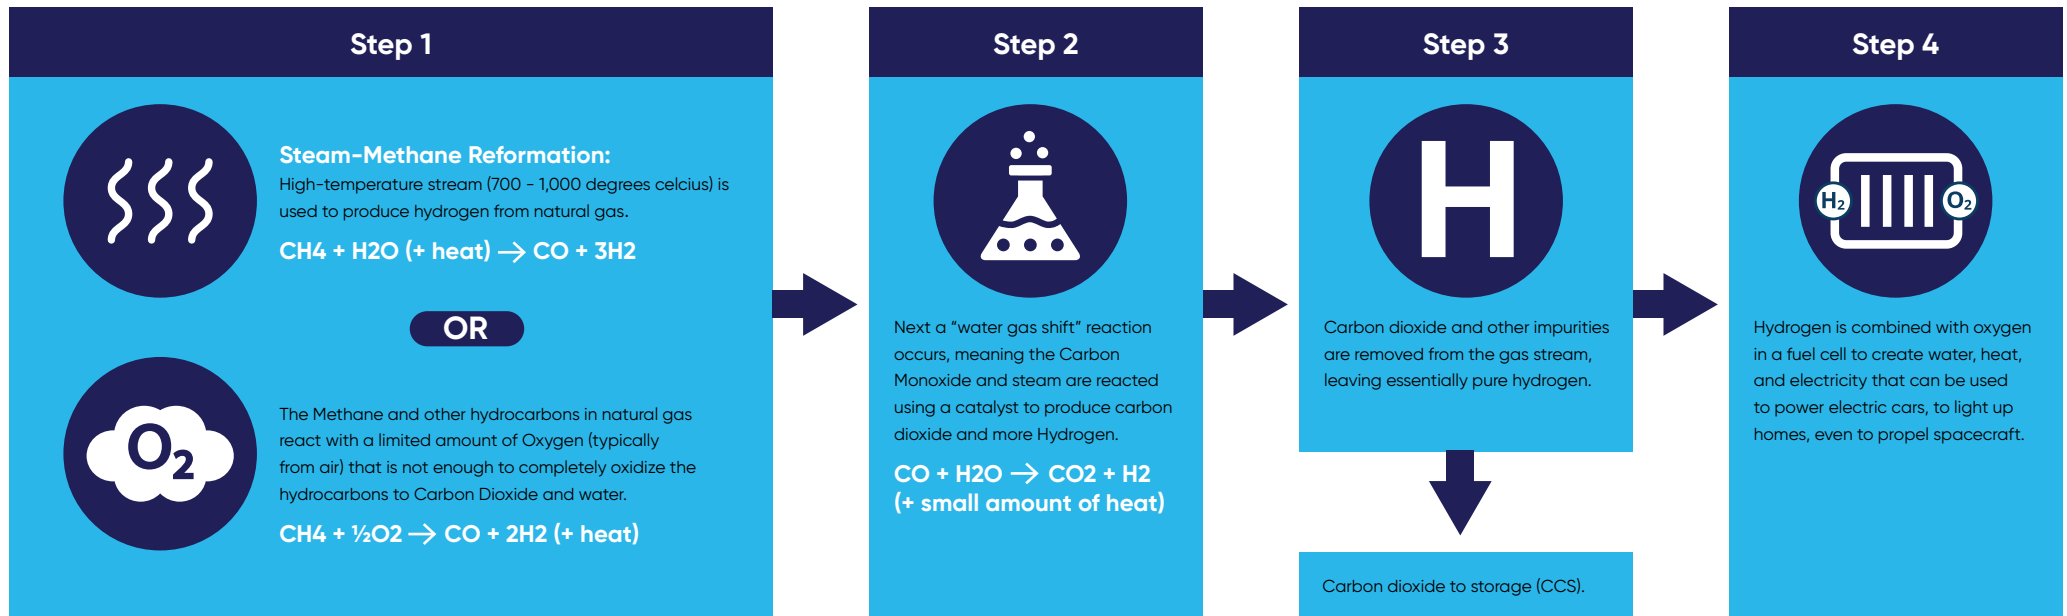 Step 1
Steam-Methane Reformation:
High-temperature stream (700 - 1,000 degrees celcius) is
used to produce hydrogen from natural gas.
CH4 + H2O (+ heat) → CO + 3H2
OR
O₂
The Methane and other hydrocarbons in natural gas
react with a limited amount of Oxygen (typically
from air) that is not enough to completely oxidize the
hydrocarbons to Carbon Dioxide and water.
CH4 + ½O2 → CO + 2H2 (+ heat)
Step 2
Next a “water gas shift” reaction
occurs, meaning the Carbon
Monoxide and steam are reacted
using a catalyst to produce carbon
dioxide and more Hydrogen.
CO + H2O → CO2 + H2
(+ small amount of heat)
Step 3
H
Carbon dioxide and other impurities
are removed from the gas stream,
leaving essentially pure hydrogen.
Carbon dioxide to storage (CCS).
Step 4
H₂ O₂
Hydrogen is combined with oxygen
in a fuel cell to create water, heat,
and electricity that can be used
to power electric cars, to light up
homes, even to propel spacecraft.